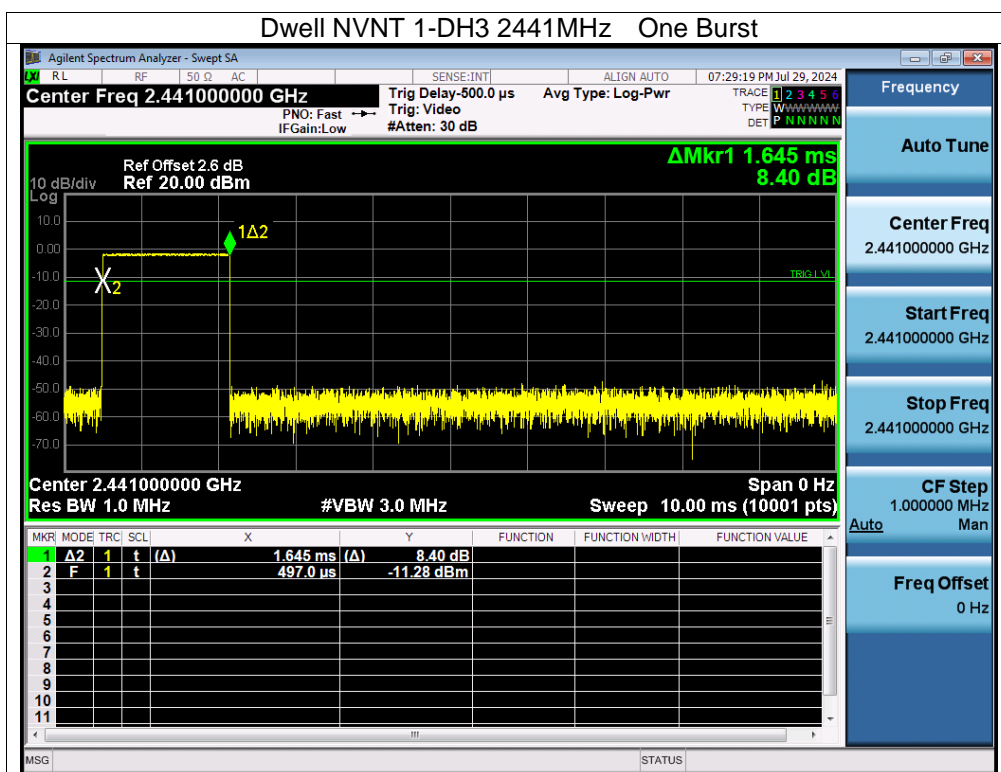 Dwell NVNT 1-DH3 2441MHz One Burst
Agilent Spectrum Analyzer - Swept SA
LXI RL RF 50 Ω AC SENSE:INT ALIGN AUTO 07:29:19 PM Jul 29, 2024
Center Freq 2.441000000 GHz
PNO: Fast
IFGain:Low
Trig Delay-500.0 µs
Trig: Video
#Atten: 30 dB
Avg Type: Log-Pwr
TRACE 1 2 3 4 5 6
TYPE WWWWWWW
DET P NNNNN
Frequency
Auto Tune
Center Freq
2.441000000 GHz
Start Freq
2.441000000 GHz
Stop Freq
2.441000000 GHz
CF Step
1.000000 MHz
Auto Man
Freq Offset
0 Hz
ΔMkr1 1.645 ms
8.40 dB
Ref Offset 2.6 dB
10 dB/div Ref 20.00 dBm
Log
10.0
0.00
-10.0
-20.0
-30.0
-40.0
-50.0
-60.0
-70.0
1Δ2
2
TRIG LVL
Center 2.441000000 GHz Span 0 Hz
Res BW 1.0 MHz #VBW 3.0 MHz Sweep 10.00 ms (10001 pts)
MKR MODE TRC SCL X Y FUNCTION FUNCTION WIDTH FUNCTION VALUE
1 Δ2 1 t (Δ) 1.645 ms (Δ) 8.40 dB
2 F 1 t 497.0 µs -11.28 dBm
3
4
5
6
7
8
9
10
11
MSG STATUS